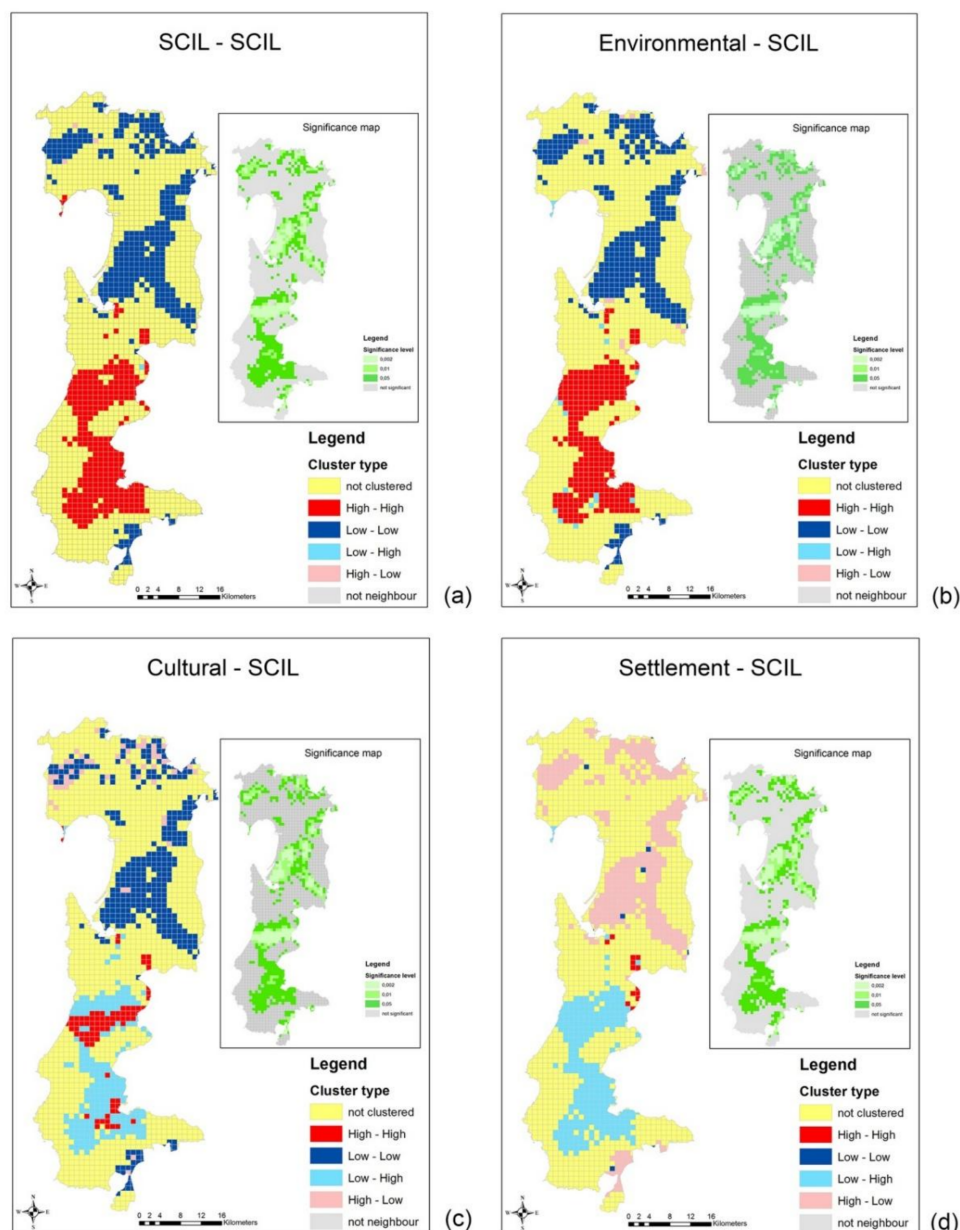 SCIL - SCIL
Significance map
Legend
Significance level
0,002
0,01
0,05
not significant
Legend
Cluster type
not clustered
High - High
Low - Low
Low - High
High - Low
not neighbour
N
W E
S
0 2 4 8 12 16
Kilometers
(a)
Environmental - SCIL
Significance map
Legend
Significance level
0,002
0,01
0,05
not significant
Legend
Cluster type
not clustered
High - High
Low - Low
Low - High
High - Low
not neighbour
N
W E
S
0 2 4 8 12 16
Kilometers
(b)
Cultural - SCIL
Significance map
Legend
Significance level
0,002
0,01
0,05
not significant
Legend
Cluster type
not clustered
High - High
Low - Low
Low - High
High - Low
not neighbour
N
W E
S
0 2 4 8 12 16
Kilometers
(c)
Settlement - SCIL
Significance map
Legend
Significance level
0,002
0,01
0,05
not significant
Legend
Cluster type
not clustered
High - High
Low - Low
Low - High
High - Low
not neighbour
N
W E
S
0 2 4 8 12 16
Kilometers
(d)